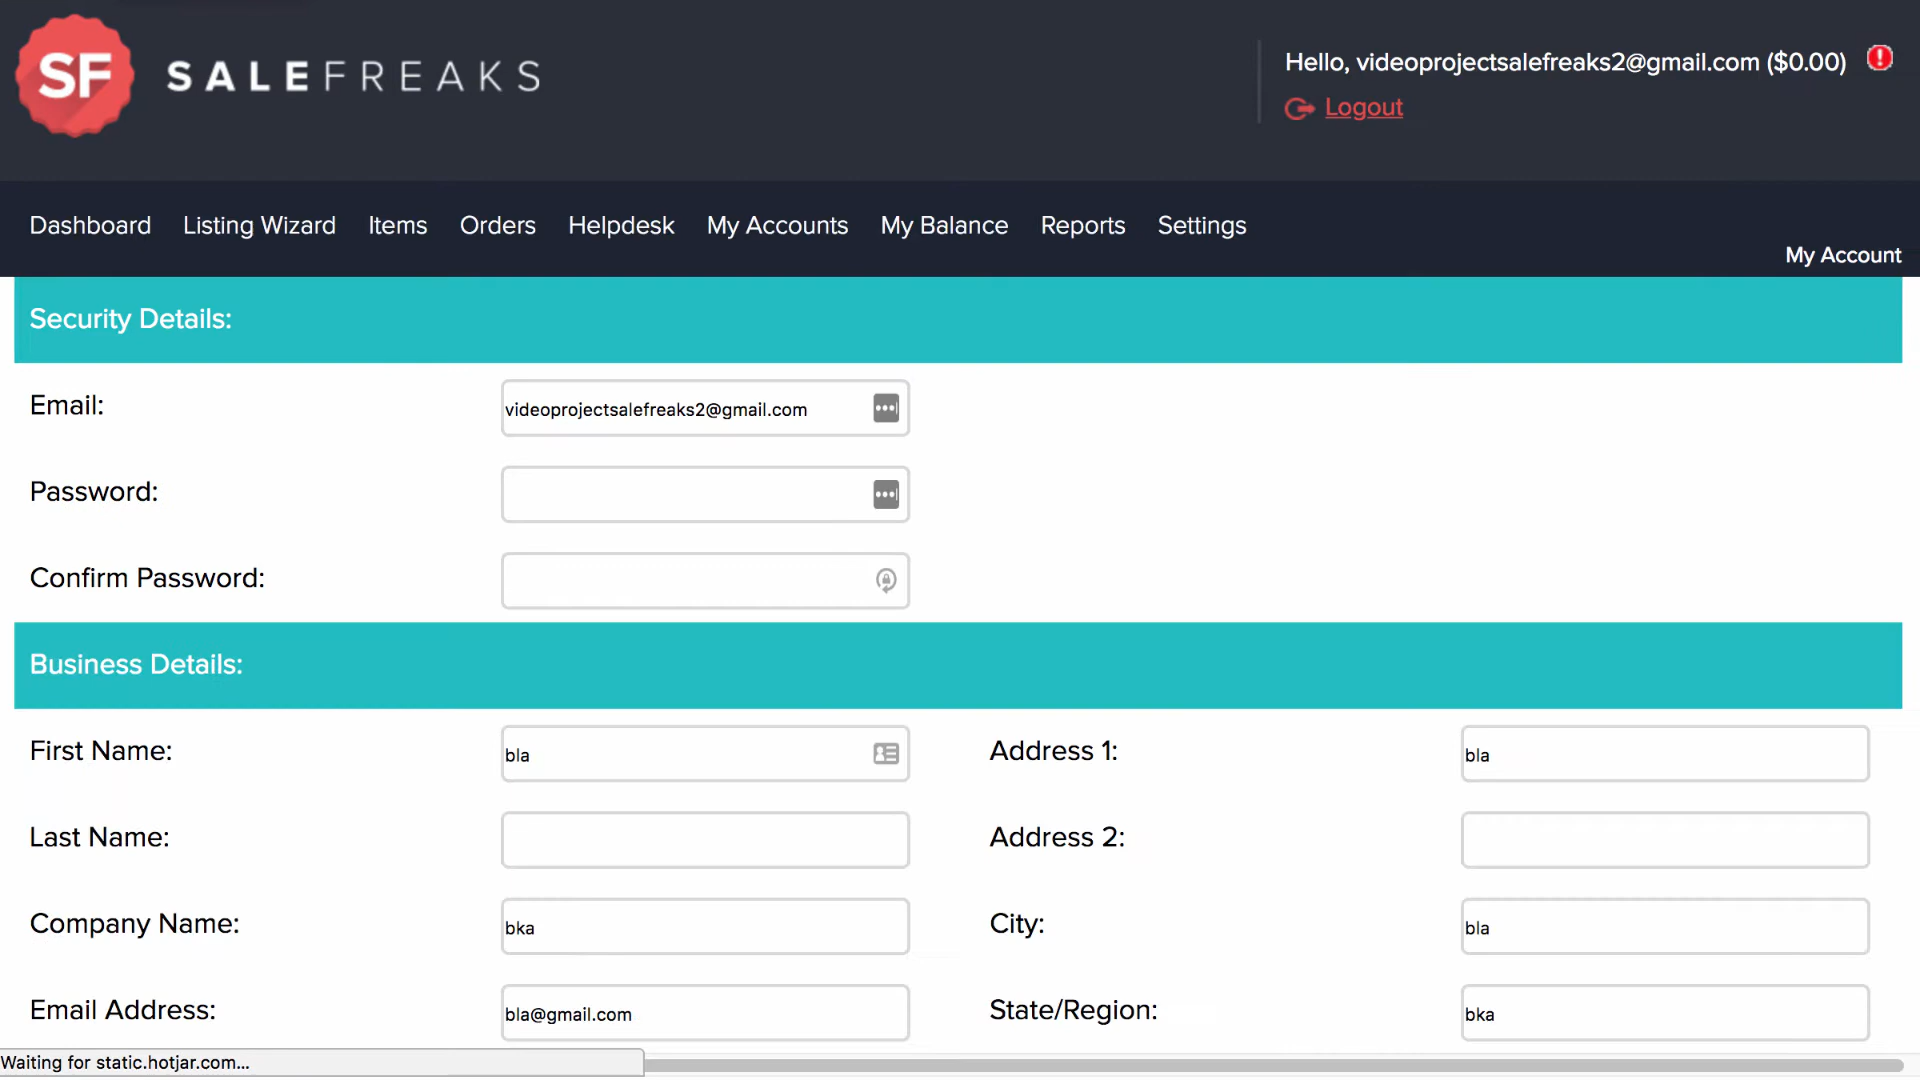 SF
SALEFREAKS
Hello, videoprojectsalefreaks2@gmail.com ($0.00)
Logout
Dashboard Listing Wizard Items Orders Helpdesk My Accounts My Balance Reports Settings
My Account
Security Details:
Email: videoprojectsalefreaks2@gmail.com
Password:
Confirm Password:
Business Details:
First Name: bla Address 1: bla
Last Name: Address 2:
Company Name: bka City: bla
Email Address: bla@gmail.com State/Region: bka
Waiting for static.hotjar.com...